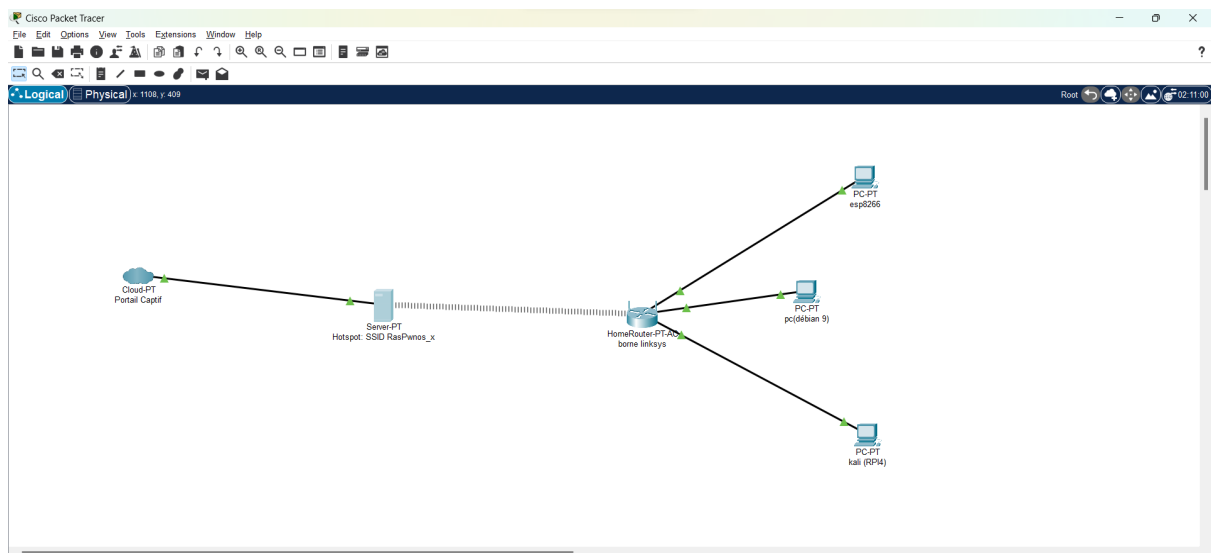 Cisco Packet Tracer
File Edit Options View Tools Extensions Window Help
?
Logical Physical x: 1108, y: 409 Root 02:11:00
PC-PT
esp8266
Cloud-PT
Portail Captif
Server-PT
Hotspot: SSID RasPwnos_x
HomeRouter-PT-AC
borne linksys
PC-PT
pc(débian 9)
PC-PT
kali (RPI4)